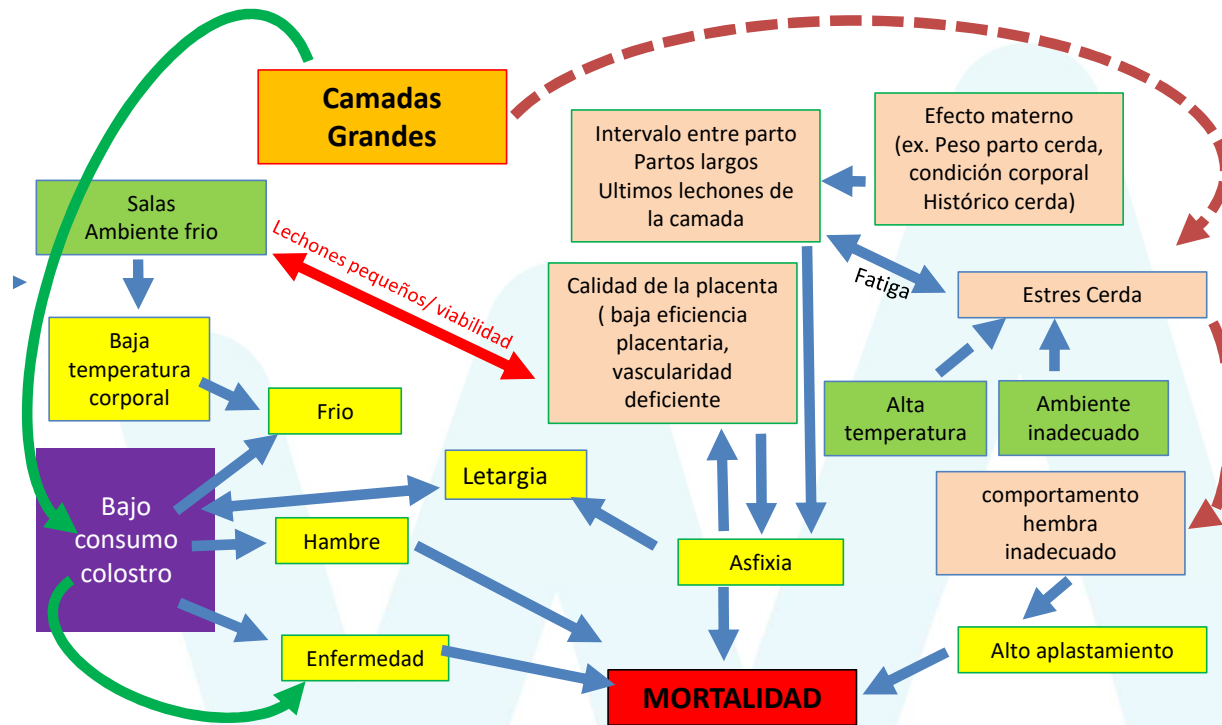 Camadas
Grandes
Intervalo entre parto
Partos largos
Ultimos lechones de
la camada
Efecto materno
(ex. Peso parto cerda,
condición corporal
Histórico cerda)
Salas
Ambiente frio
Lechones pequeños/ viabilidad
Fatiga
Calidad de la placenta
( baja eficiencia
placentaria,
vascularidad
deficiente
Estres Cerda
Baja
temperatura
corporal
Frio
Alta
temperatura
Ambiente
inadecuado
Letargia
Bajo
consumo
colostro
Hambre
Asfixia
comportamento
hembra
inadecuado
Enfermedad
Alto aplastamiento
MORTALIDAD